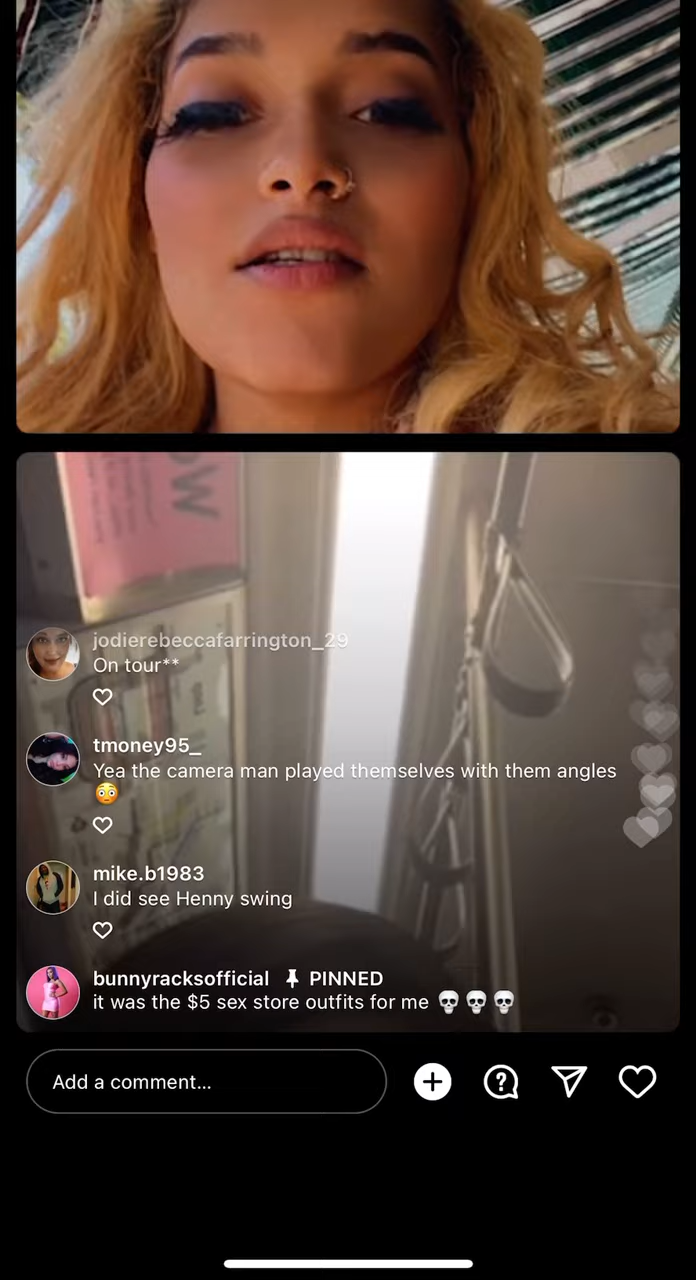 OW
jodierebeccafarrington_29
On tour**
tmoney95_
Yea the camera man played themselves with them angles
😳
mike.b1983
I did see Henny swing
bunnyracksofficial PINNED
it was the $5 sex store outfits for me 💀💀💀
Add a comment...